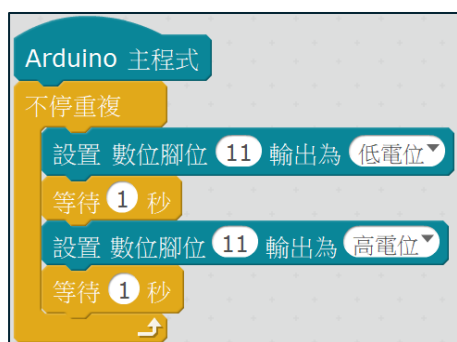 Arduino 主程式
不停重複
設置 數位腳位 11 輸出為 低電位
等待 1 秒
設置 數位腳位 11 輸出為 高電位
等待 1 秒